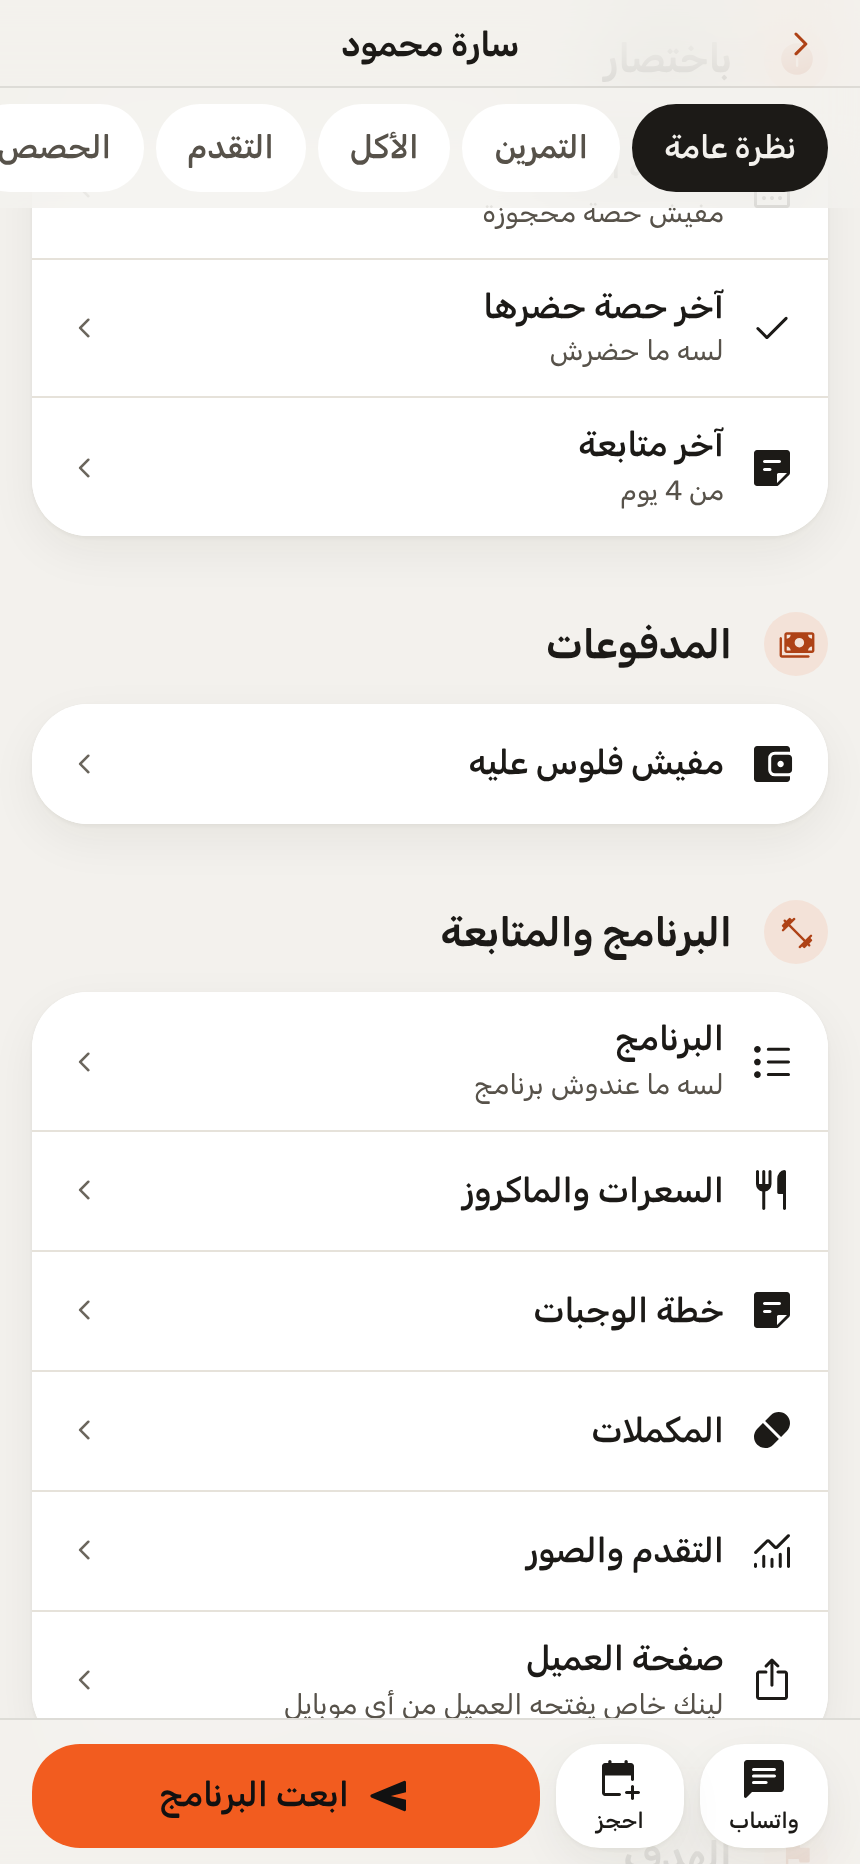 سارة محمود
باختصار
نظرة عامة
التمرين
الأكل
التقدم
الحصص
مفيش حصة محجوزة
آخر حصة حضرها
لسه ما حضرش
آخر متابعة
من 4 يوم
المدفوعات
مفيش فلوس عليه
البرنامج والمتابعة
البرنامج
لسه ما عندوش برنامج
السعرات والماكروز
خطة الوجبات
المكملات
التقدم والصور
صفحة العميل
لينك خاص يفتحه العميل من أي موبايل
واتساب
احجز
ابعت البرنامج
الهدف